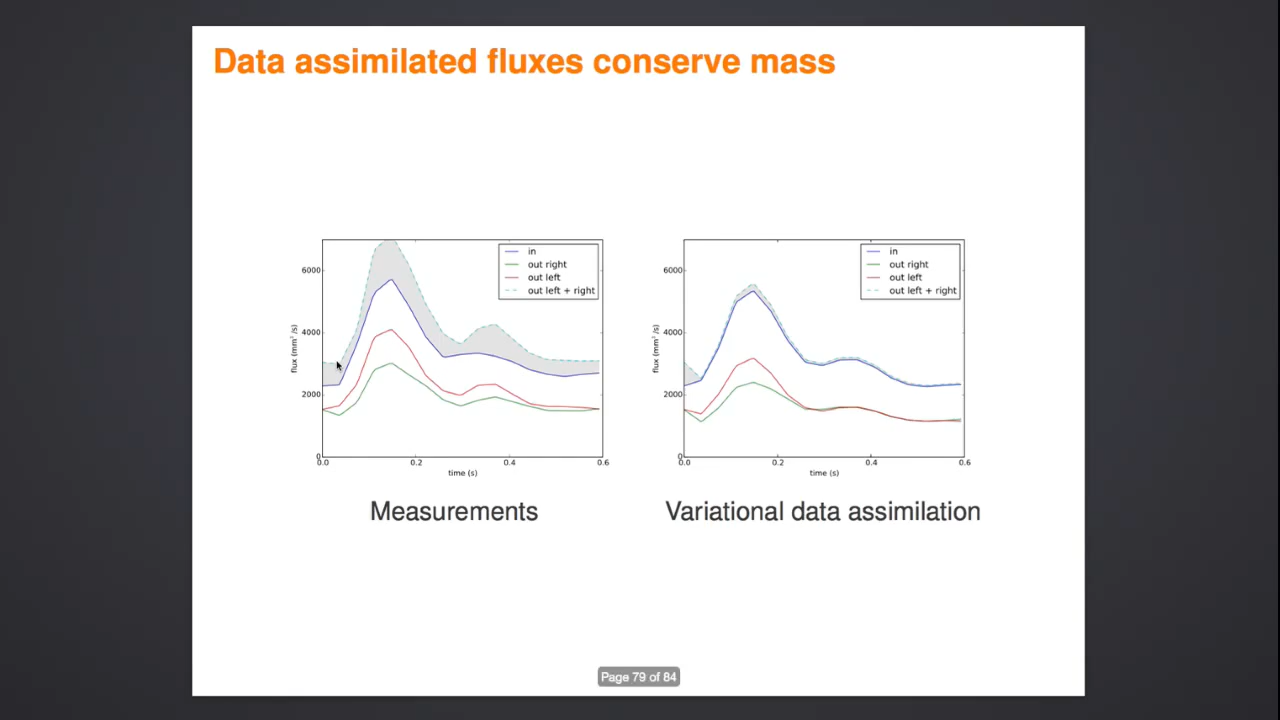 Data assimilated fluxes conserve mass
in
out right
out left
out left + right
6000
4000
2000
0
flux (mm³/s)
0.0 0.2 0.4 0.6
time (s)
Measurements
in
out right
out left
out left + right
6000
4000
2000
0
flux (mm³/s)
0.0 0.2 0.4 0.6
time (s)
Variational data assimilation
Page 79 of 84